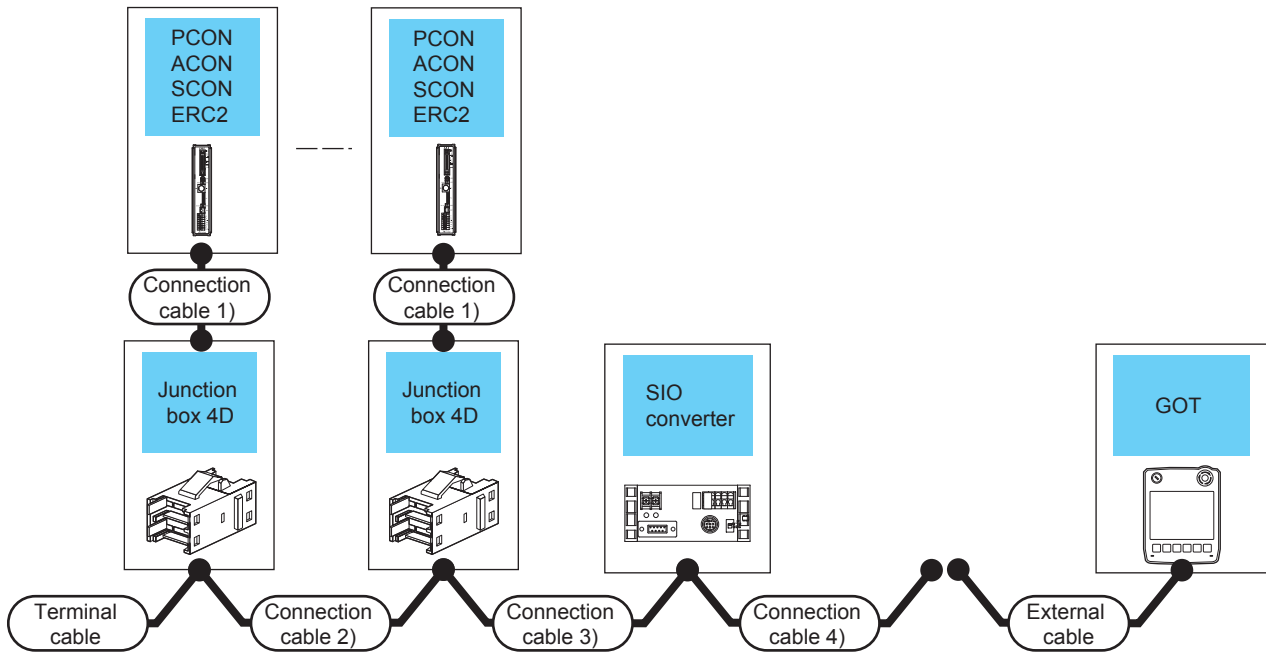 PCON
ACON
SCON
ERC2
PCON
ACON
SCON
ERC2
Connection
cable 1)
Connection
cable 1)
Junction
box 4D
Junction
box 4D
SIO
converter
GOT
Terminal
cable
Connection
cable 2)
Connection
cable 3)
Connection
cable 4)
External
cable